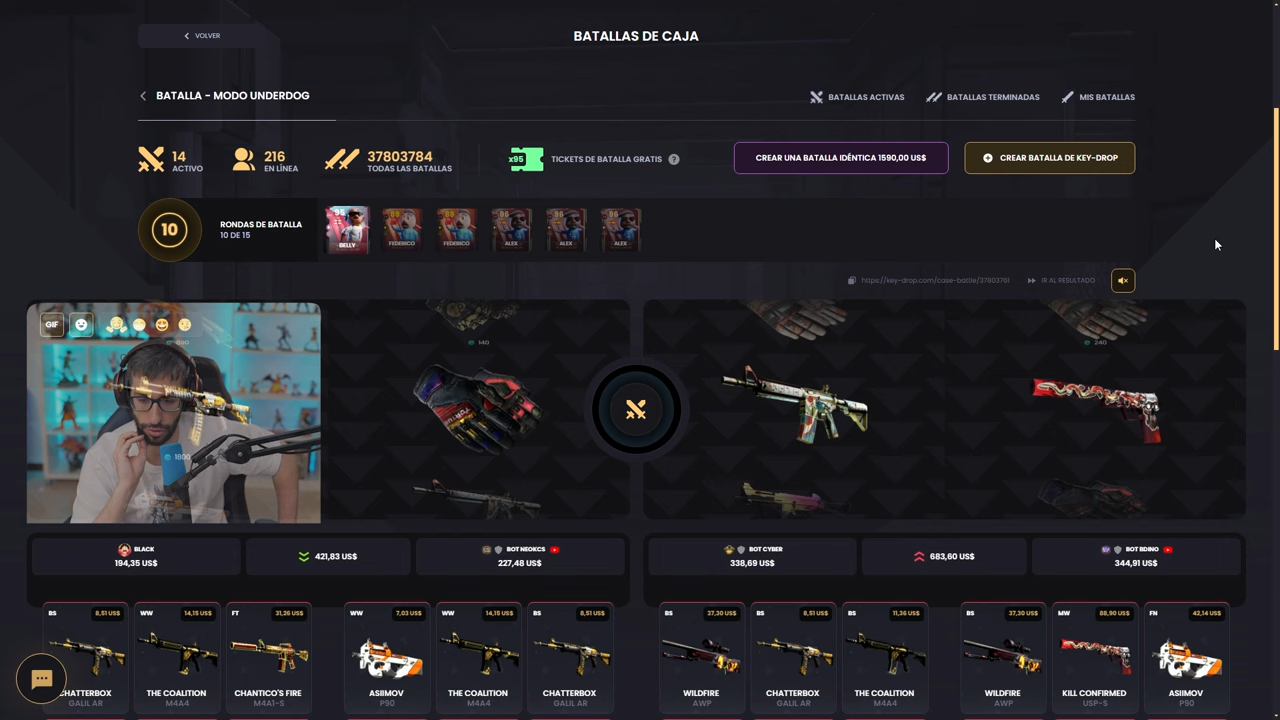 VOLVER
BATALLAS DE CAJA
BATALLA - MODO UNDERDOG
BATALLAS ACTIVAS
BATALLAS TERMINADAS
MIS BATALLAS
14
ACTIVO
216
EN LÍNEA
37803784
TODAS LAS BATALLAS
x95
TICKETS DE BATALLA GRATIS
?
CREAR UNA BATALLA IDÉNTICA 1590,00 US$
CREAR BATALLA DE KEY-DROP
10
RONDAS DE BATALLA
10 DE 15
BELLY
FEDERICO
FEDERICO
ALEX
ALEX
ALEX
https://key-drop.com/case-battle/37803761
IR AL RESULTADO
GIF
140
240
1800
BLACK
194,35 US$
421,83 US$
BOT NEOKCS
227,48 US$
BOT CYBER
338,69 US$
683,60 US$
BOT BDINO
344,91 US$
BS 8,51 US$
WW 14,15 US$
FT 31,26 US$
WW 7,03 US$
WW 14,15 US$
BS 8,51 US$
BS 37,30 US$
BS 8,51 US$
BS 11,36 US$
BS 37,30 US$
MW 88,90 US$
FN 42,14 US$
CHATTERBOX
THE COALITION
CHANTICO'S FIRE
ASIIMOV
THE COALITION
CHATTERBOX
WILDFIRE
CHATTERBOX
THE COALITION
WILDFIRE
KILL CONFIRMED
ASIIMOV
GALIL AR
M4A4
M4A1-S
P90
M4A4
GALIL AR
AWP
GALIL AR
M4A4
AWP
USP-S
P90